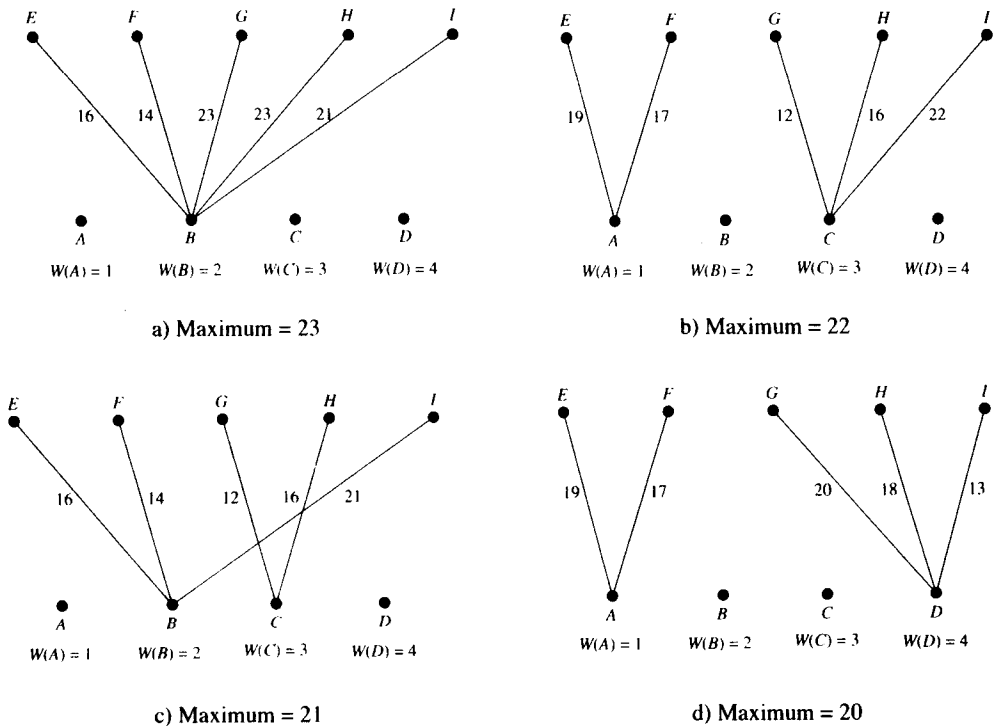 E F G H I
16 14 23 23 21
A B C D
W(A) = 1 W(B) = 2 W(C) = 3 W(D) = 4
a) Maximum = 23
E F G H I
19 17 12 16 22
A B C D
W(A) = 1 W(B) = 2 W(C) = 3 W(D) = 4
b) Maximum = 22
E F G H I
16 14 12 16 21
A B C D
W(A) = 1 W(B) = 2 W(C) = 3 W(D) = 4
c) Maximum = 21
E F G H I
19 17 20 18 13
A B C D
W(A) = 1 W(B) = 2 W(C) = 3 W(D) = 4
d) Maximum = 20